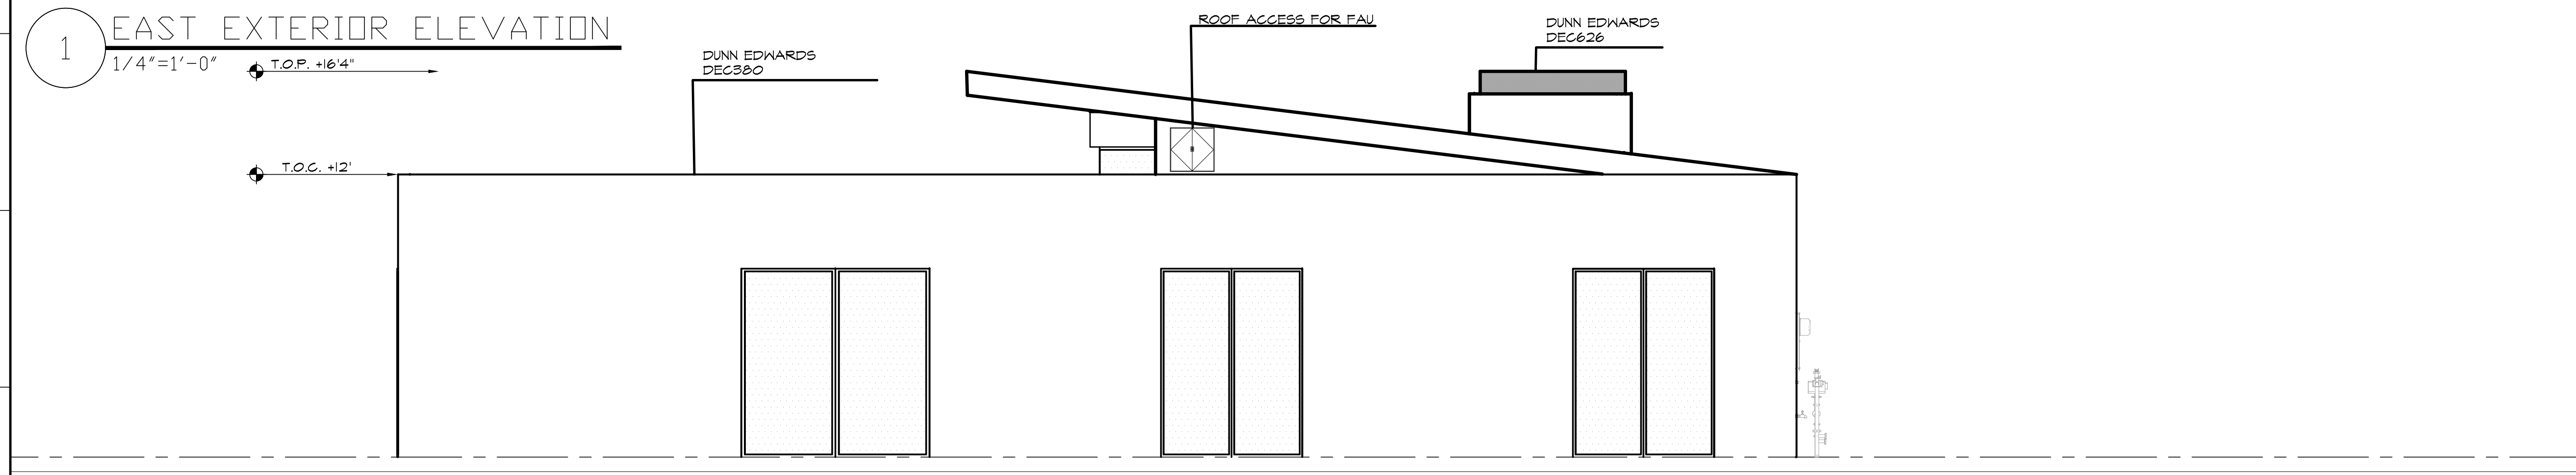 1
EAST EXTERIOR ELEVATION
1/4"=1'-0"
T.O.P. +16'4"
DUNN EDWARDS
DEC380
ROOF ACCESS FOR FAU
DUNN EDWARDS
DEC626
T.O.C. +12'